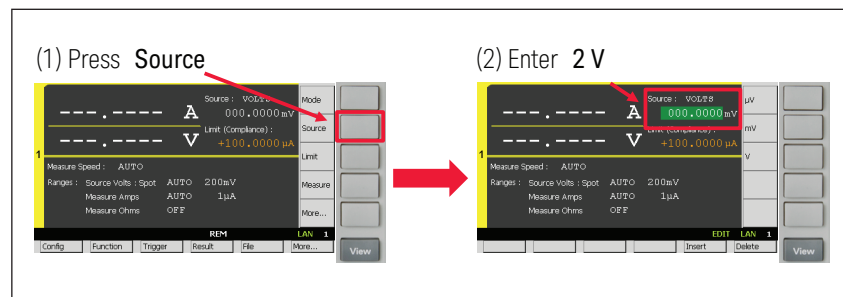 (1) Press Source
(2) Enter 2 V
---.---- A
Source : VOLTS
000.0000 mV
Limit (Compliance) :
---.---- V
+100.0000 µA
1
Measure Speed : AUTO
Ranges : Source Volts : Spot AUTO 200mV
Measure Amps AUTO 1µA
Measure Ohms OFF
Mode
Source
Limit
Measure
More...
REM LAN 1
Config Function Trigger Result File More... View
---.---- A
Source : VOLTS
000.0000 mV
Limit (Compliance) :
---.---- V
+100.0000 µA
1
Measure Speed : AUTO
Ranges : Source Volts : Spot AUTO 200mV
Measure Amps AUTO 1µA
Measure Ohms OFF
µV
mV
V
EDIT LAN 1
Insert Delete View